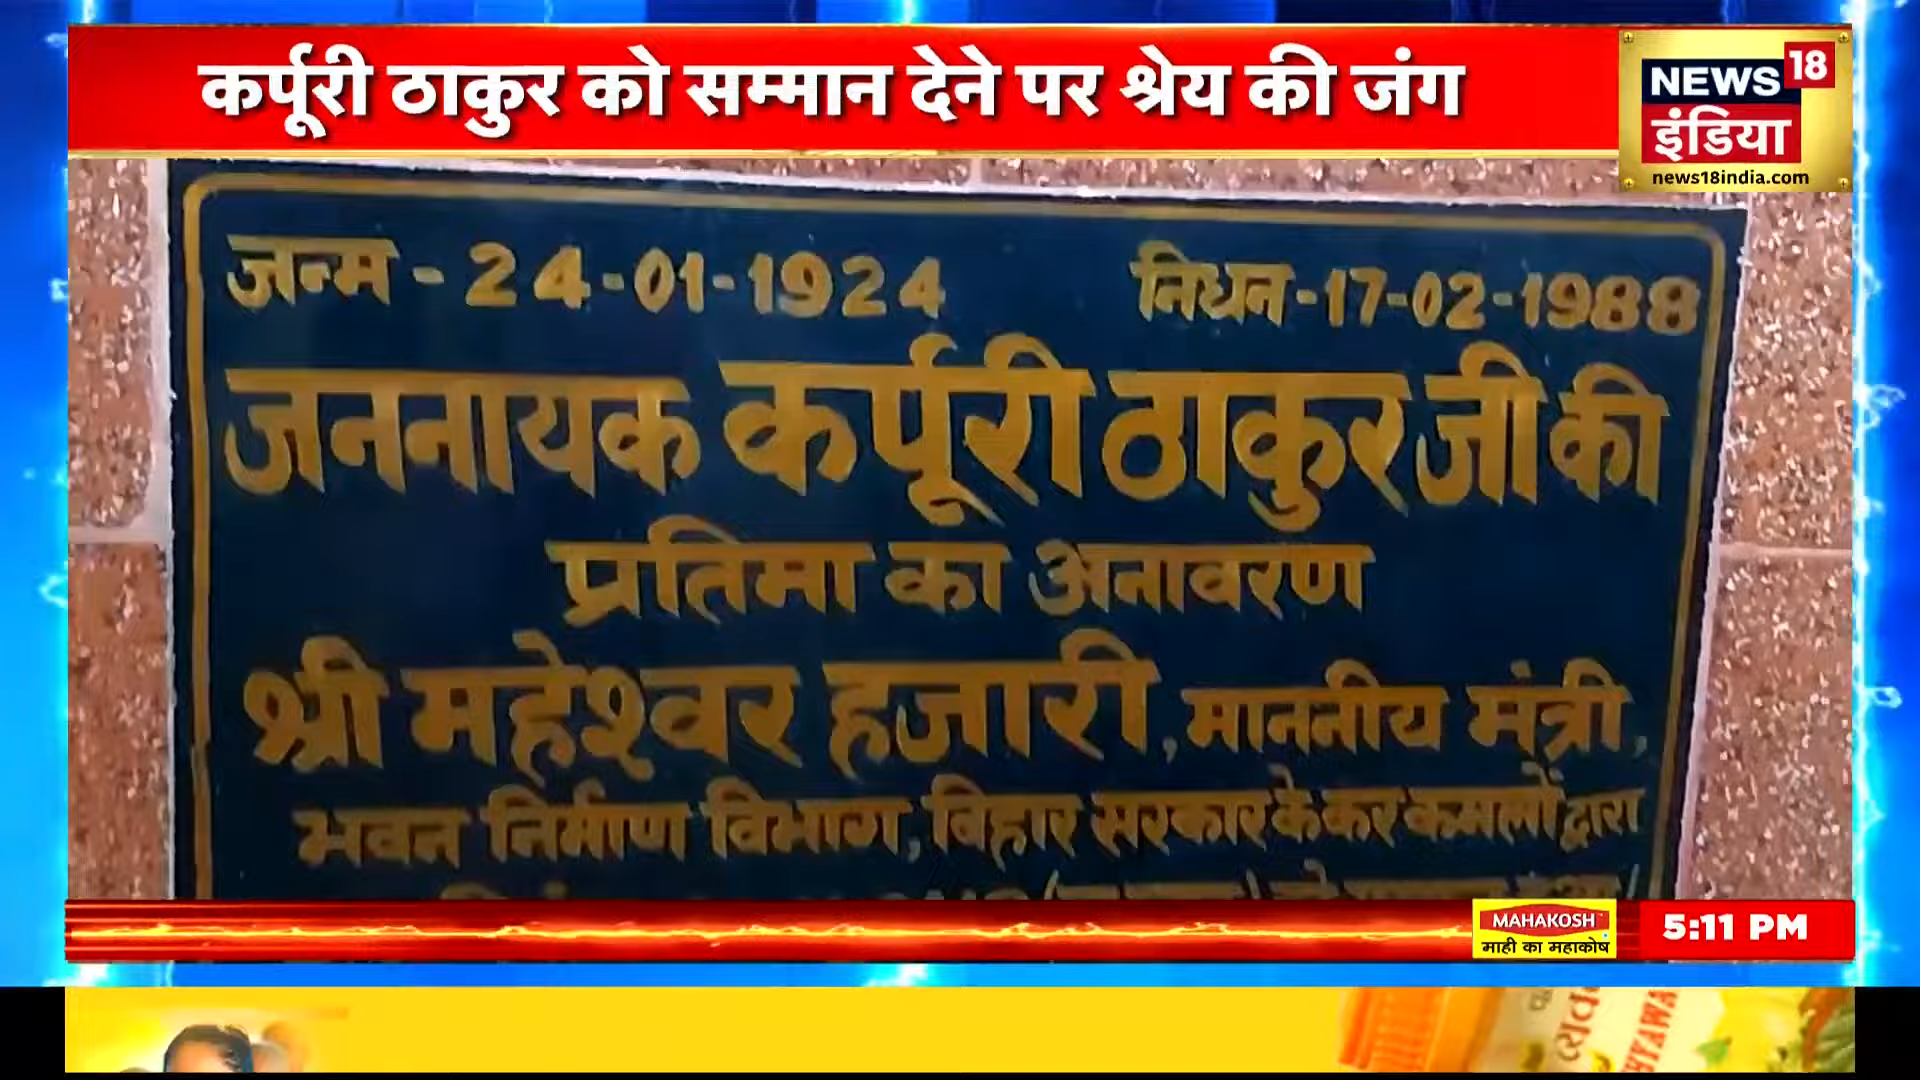 कर्पूरी ठाकुर को सम्मान देने पर श्रेय की जंग
NEWS 18
इंडिया
news18india.com
जन्म - 24-01-1924 निधन -17-02-1988
जननायक कर्पूरी ठाकुर जी की
प्रतिमा का अनावरण
श्री महेश्वर हजारी, माननीय मंत्री,
भवन निर्माण विभाग, बिहार सरकार के कर कमलों द्वारा
MAHAKOSH
माही का महाकोष
5:11 PM